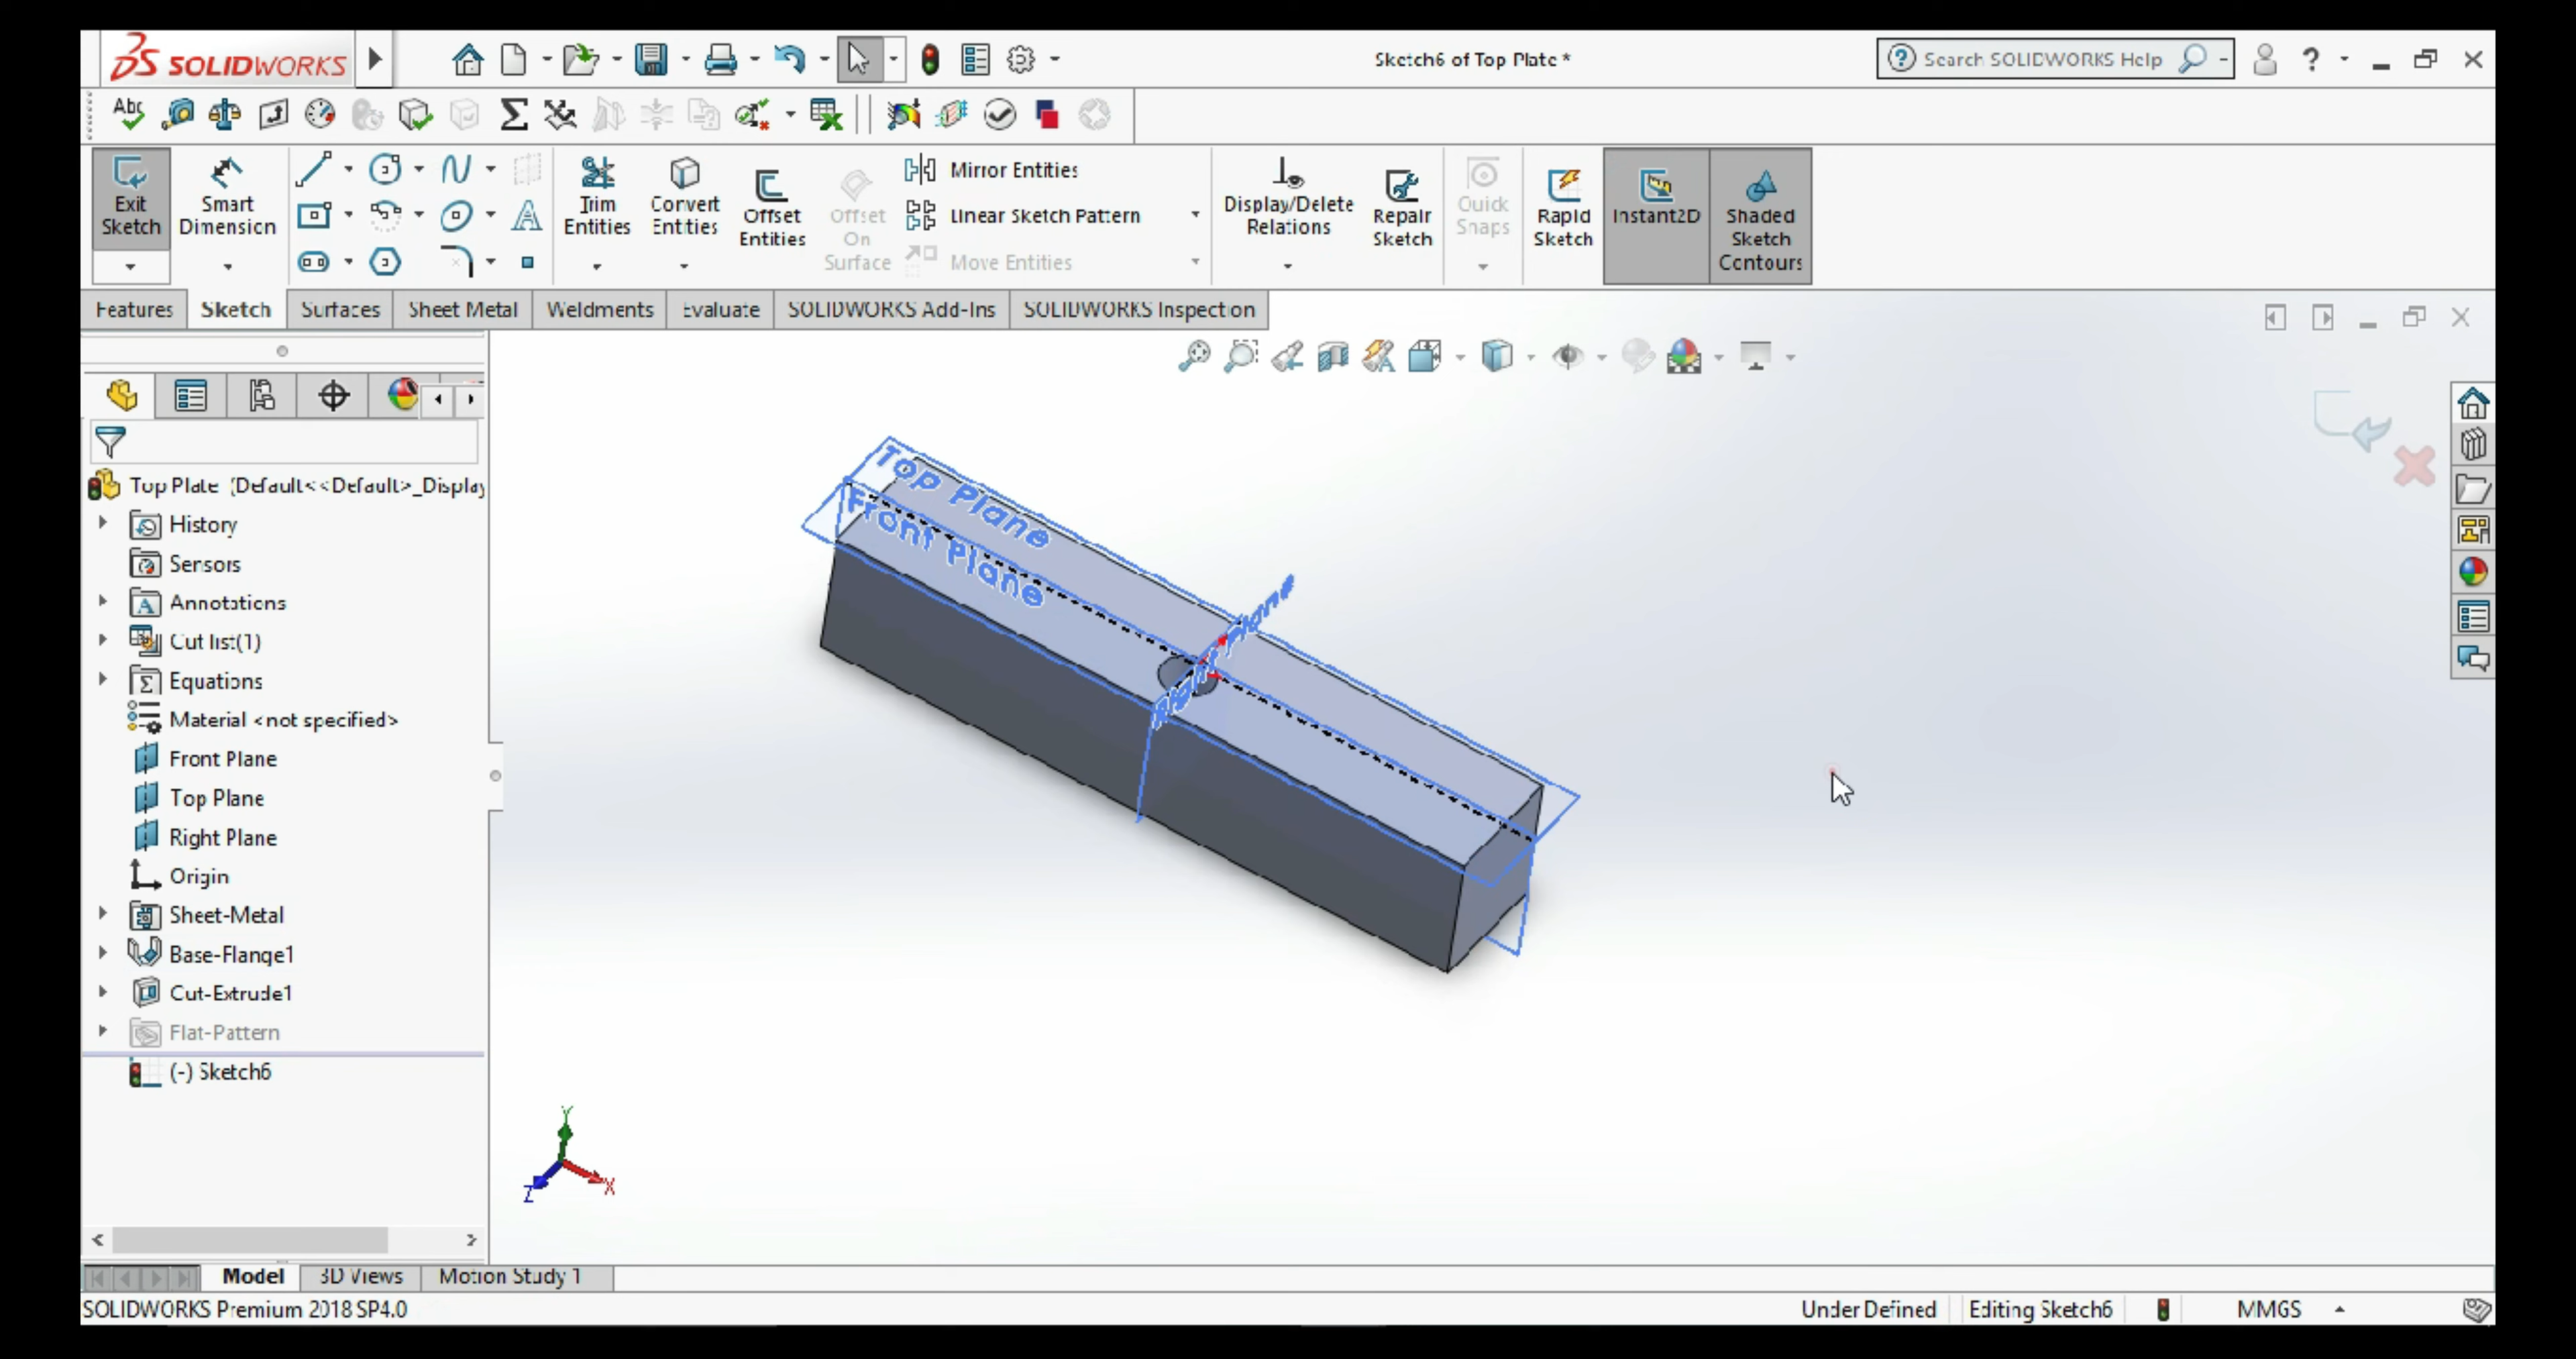 SOLIDWORKS
Sketch6 of Top Plate *
Search SOLIDWORKS Help
?
Abc
Exit Sketch
Smart Dimension
Trim Entities
Convert Entities
Offset Entities
Offset On Surface
Mirror Entities
Linear Sketch Pattern
Move Entities
Display/Delete Relations
Repair Sketch
Quick Snaps
Rapid Sketch
Instant2D
Shaded Sketch Contours
Features Sketch Surfaces Sheet Metal Weldments Evaluate SOLIDWORKS Add-Ins SOLIDWORKS Inspection
Top Plate (Default<<Default>_Display
History
Sensors
Annotations
Cut list(1)
Equations
Material <not specified>
Front Plane
Top Plane
Right Plane
Origin
Sheet-Metal
Base-Flange1
Cut-Extrude1
Flat-Pattern
(-) Sketch6
Top Plane
Front Plane
Y
X
Z
Model 3D Views Motion Study 1
SOLIDWORKS Premium 2018 SP4.0
Under Defined Editing Sketch6 MMGS